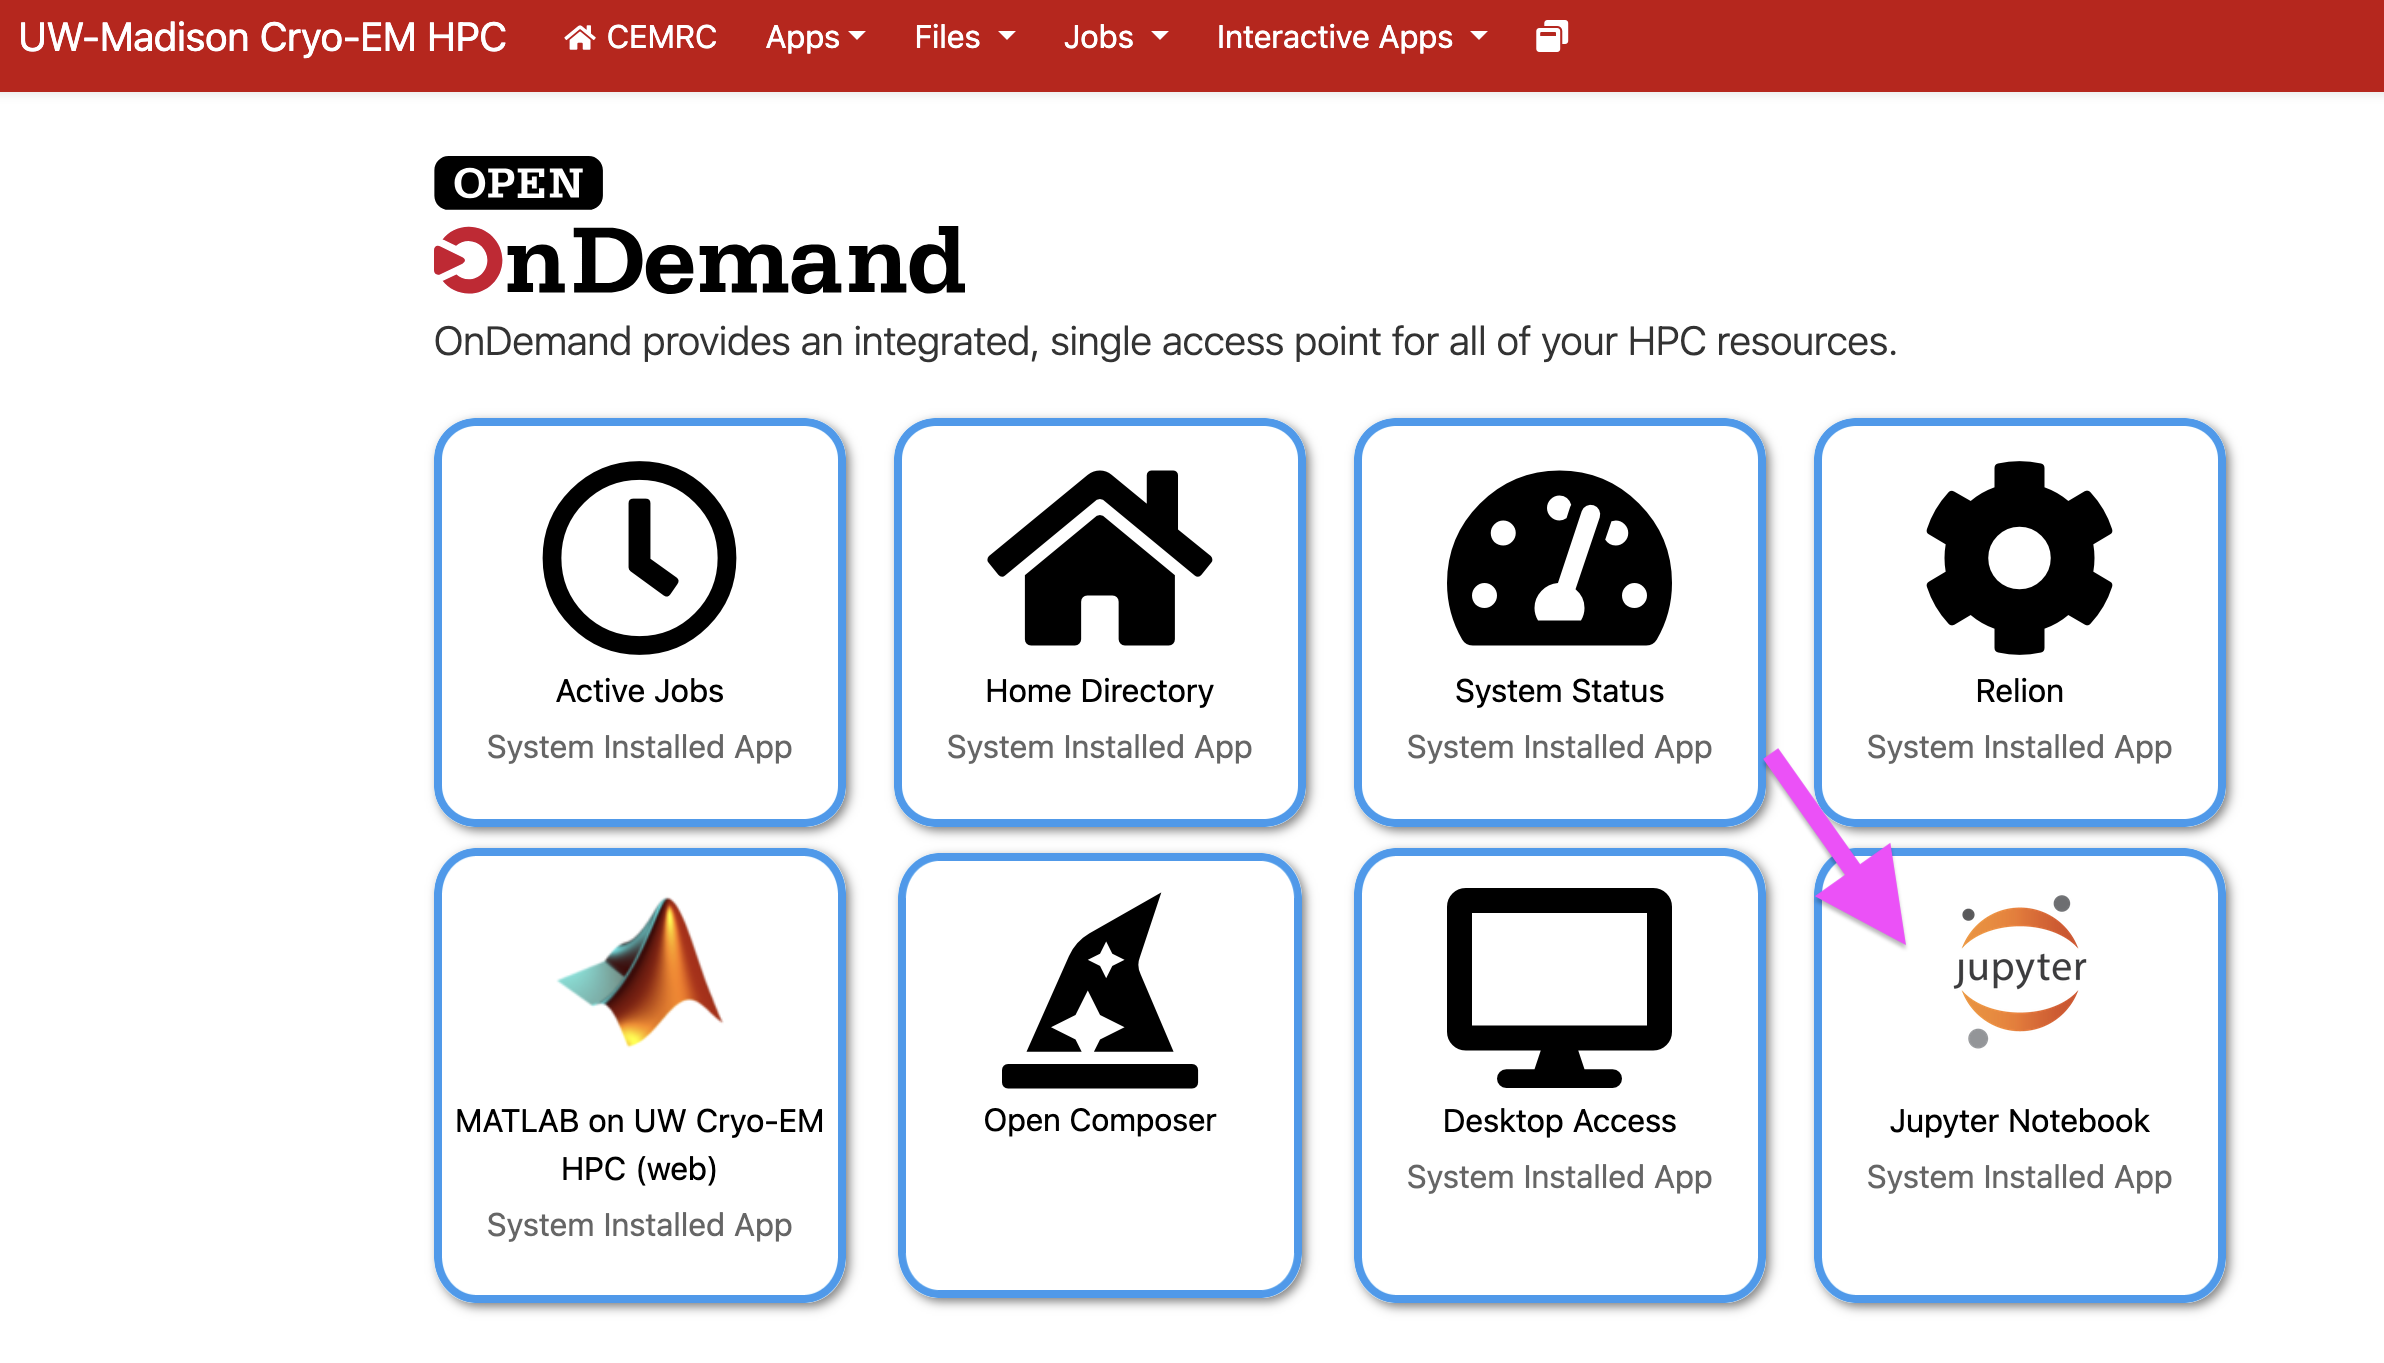 UW-Madison Cryo-EM HPC CEMRC Apps Files Jobs Interactive Apps
OPEN
OnDemand
OnDemand provides an integrated, single access point for all of your HPC resources.
Active Jobs
System Installed App
Home Directory
System Installed App
System Status
System Installed App
Relion
System Installed App
MATLAB on UW Cryo-EM
HPC (web)
System Installed App
Open Composer
Desktop Access
System Installed App
jupyter
Jupyter Notebook
System Installed App